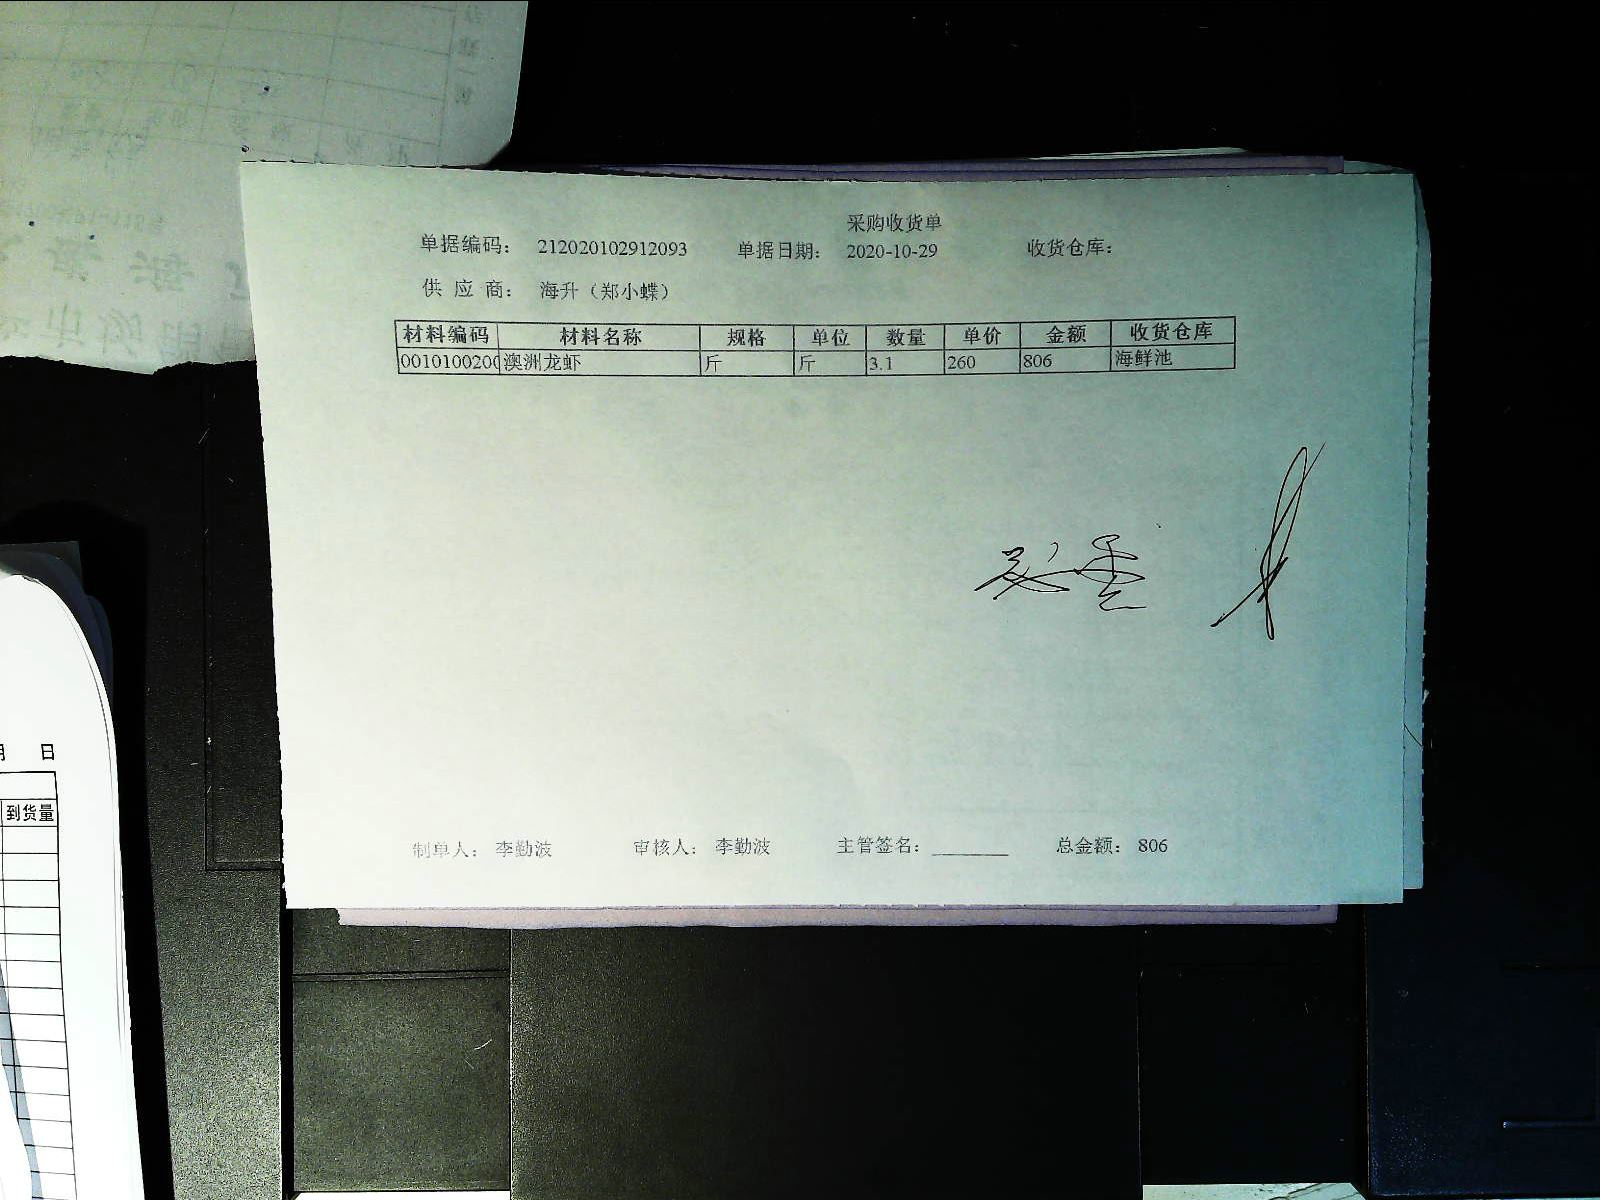 采购收货单
单据编码： 212020102912093 单据日期： 2020-10-29 收货仓库：
供 应 商： 海升（郑小蝶）
材料编码 材料名称 规格 单位 数量 单价 金额 收货仓库
0010100200 澳洲龙虾 斤 斤 3.1 260 806 海鲜池
制单人： 李勤波 审核人： 李勤波 主管签名： ________ 总金额： 806
月 日
到货量